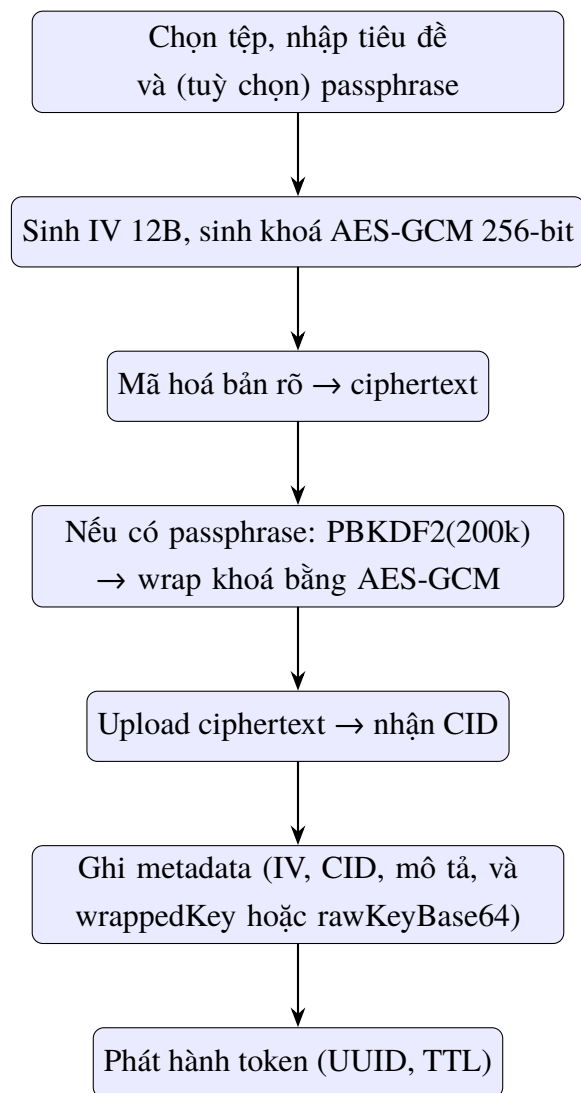 Chọn tệp, nhập tiêu đề
và (tuỳ chọn) passphrase
Sinh IV 12B, sinh khoá AES-GCM 256-bit
Mã hoá bản rõ → ciphertext
Nếu có passphrase: PBKDF2(200k)
→ wrap khoá bằng AES-GCM
Upload ciphertext → nhận CID
Ghi metadata (IV, CID, mô tả, và
wrappedKey hoặc rawKeyBase64)
Phát hành token (UUID, TTL)